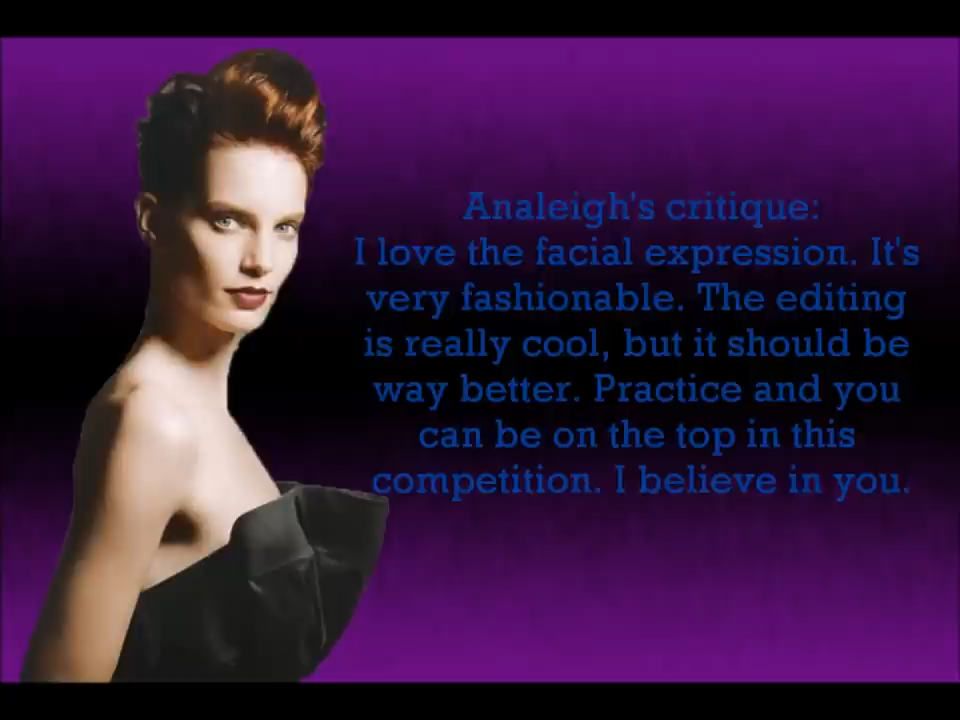 Analeigh's critique:
I love the facial expression. It's
very fashionable. The editing
is really cool, but it should be
way better. Practice and you
can be on the top in this
competition. I believe in you.